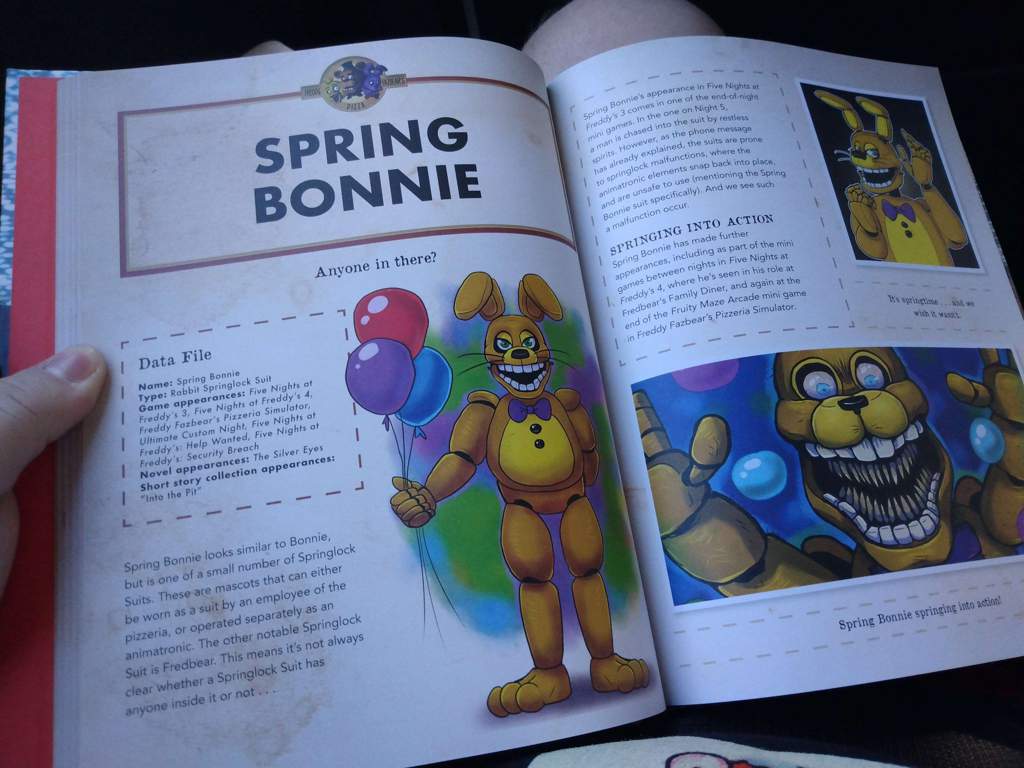 PIZZA
SPRING
BONNIE
Anyone in there?
Data File
Name: Spring Bonnie
Type: Rabbit Springlock Suit
Game appearances: Five Nights at
Freddy's 3, Five Nights at Freddy's 4,
Freddy Fazbear's Pizzeria Simulator,
Ultimate Custom Night, Five Nights at
Freddy's: Help Wanted, Five Nights at
Freddy's: Security Breach
Novel appearances: The Silver Eyes
Short story collection appearances:
"Into the Pit"
Spring Bonnie looks similar to Bonnie,
but is one of a small number of Springlock
Suits. These are mascots that can either
be worn as a suit by an employee of the
pizzeria, or operated separately as an
animatronic. The other notable Springlock
Suit is Fredbear. This means it's not always
clear whether a Springlock Suit has
anyone inside it or not . . .
Spring Bonnie's appearance in Five Nights at
Freddy's 3 comes in one of the end-of-night
mini games. In the one on Night 5,
a man is chased into the suit by restless
spirits. However, as the phone message
has already explained, the suits are prone
to springlock malfunctions, where the
animatronic elements snap back into place,
and are unsafe to use (mentioning the Spring
Bonnie suit specifically). And we see such
a malfunction occur.
SPRINGING INTO ACTION
Spring Bonnie has made further
appearances, including as part of the mini
games between nights in Five Nights at
Freddy's 4, where he's seen in his role at
Fredbear's Family Diner, and again at the
end of the Fruity Maze Arcade mini game
in Freddy Fazbear's Pizzeria Simulator.
It's springtime . . . and we
wish it wasn't.
Spring Bonnie springing into action!